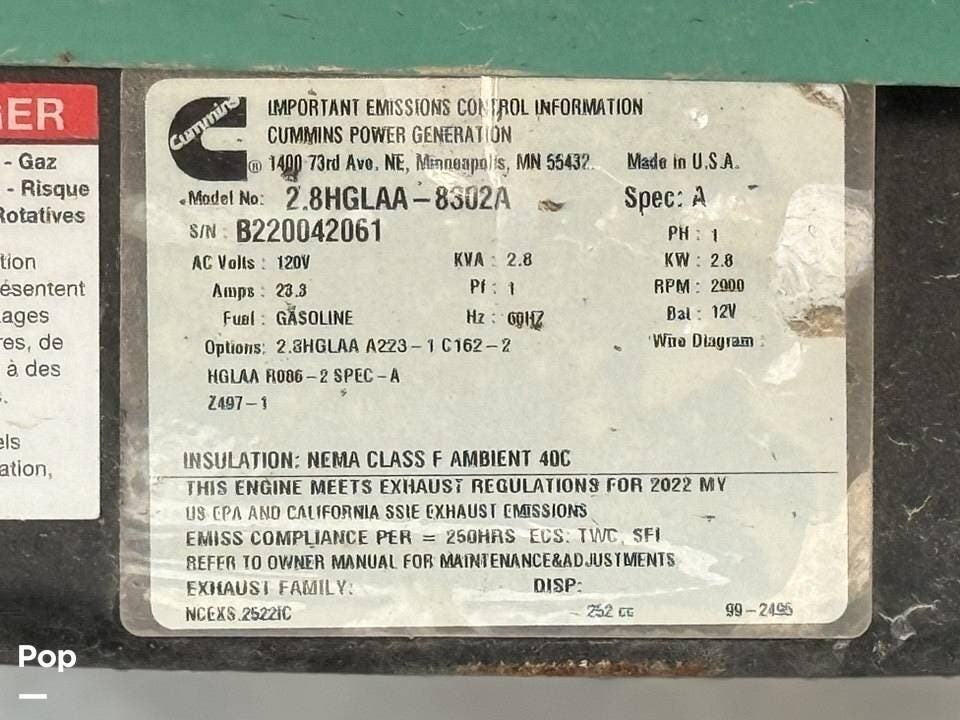 GER
- Gaz
- Risque
Rotatives
tion
ésentent
ages
res, de
à des
s.
els
ation,
Cummins
IMPORTANT EMISSIONS CONTROL INFORMATION
CUMMINS POWER GENERATION
® 1400 73rd Ave. NE, Minneapolis, MN 55432. Made in U.S.A.
Model No: 2.8HGLAA-8302A Spec: A
S/N : B220042061 PH : 1
AC Volts : 120V KVA : 2.8 KW : 2.8
Amps : 23.3 Pf : 1 RPM : 2900
Fuel : GASOLINE Hz : 60HZ Bat : 12V
Options: 2.8HGLAA A223-1 C162-2 Wire Diagram :
HGLAA R086-2 SPEC-A
Z497-1
INSULATION: NEMA CLASS F AMBIENT 40C
THIS ENGINE MEETS EXHAUST REGULATIONS FOR 2022 MY
US EPA AND CALIFORNIA SSIE EXHAUST EMISSIONS
EMISS COMPLIANCE PER = 250HRS ECS: TWC, SFI
REFER TO OWNER MANUAL FOR MAINTENANCE&ADJUSTMENTS
EXHAUST FAMILY: DISP:
NCEXS.2522IC 252 cc 99-2495
Pop